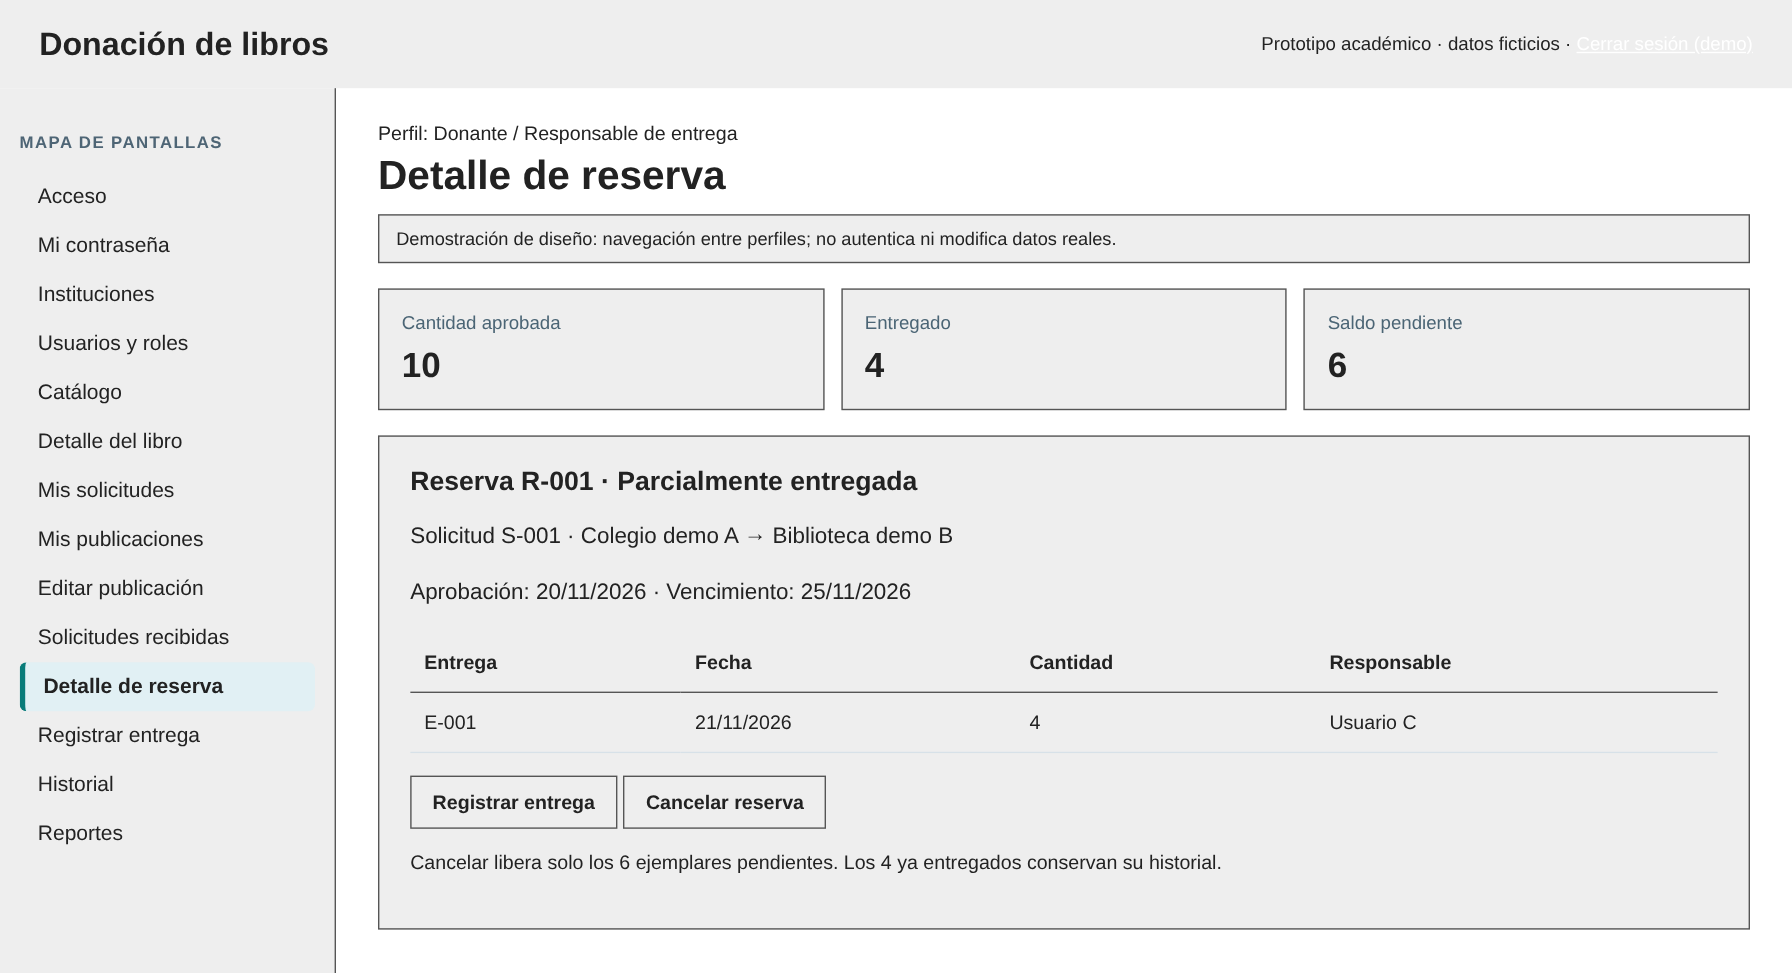 Donación de libros
Prototipo académico · datos ficticios · Cerrar sesión (demo)
MAPA DE PANTALLAS
Acceso
Mi contraseña
Instituciones
Usuarios y roles
Catálogo
Detalle del libro
Mis solicitudes
Mis publicaciones
Editar publicación
Solicitudes recibidas
Detalle de reserva
Registrar entrega
Historial
Reportes
Perfil: Donante / Responsable de entrega
Detalle de reserva
Demostración de diseño: navegación entre perfiles; no autentica ni modifica datos reales.
Cantidad aprobada
10
Entregado
4
Saldo pendiente
6
Reserva R-001 · Parcialmente entregada
Solicitud S-001 · Colegio demo A → Biblioteca demo B
Aprobación: 20/11/2026 · Vencimiento: 25/11/2026
Entrega Fecha Cantidad Responsable
E-001 21/11/2026 4 Usuario C
Registrar entrega Cancelar reserva
Cancelar libera solo los 6 ejemplares pendientes. Los 4 ya entregados conservan su historial.